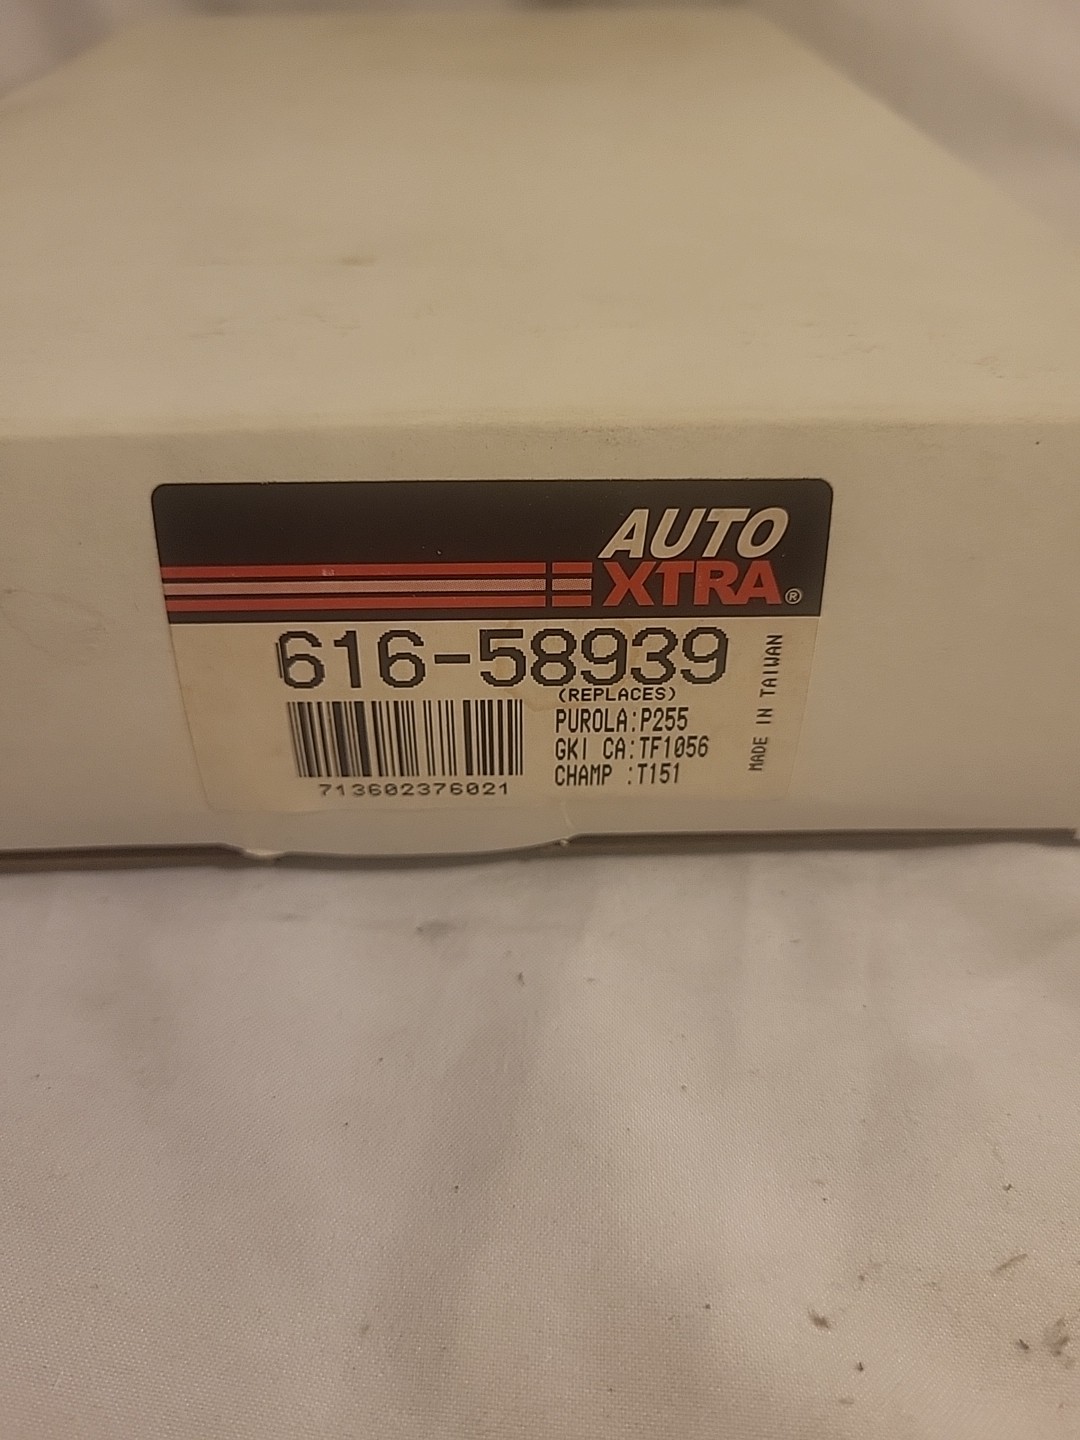 AUTO
XTRA®
616-58939
(REPLACES)
PUROLA:P255
GKI CA:TF1056
CHAMP :T151
713602376021
MADE IN TAIWAN